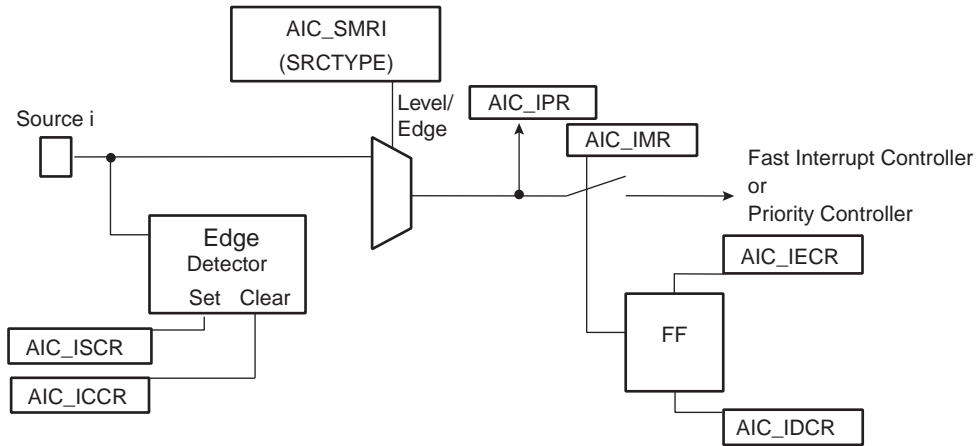 AIC_SMRI
(SRCTYPE)
Level/
Edge
AIC_IPR
Source i
AIC_IMR
Fast Interrupt Controller
or
Priority Controller
Edge
Detector
Set Clear
AIC_IECR
FF
AIC_ISCR
AIC_ICCR
AIC_IDCR